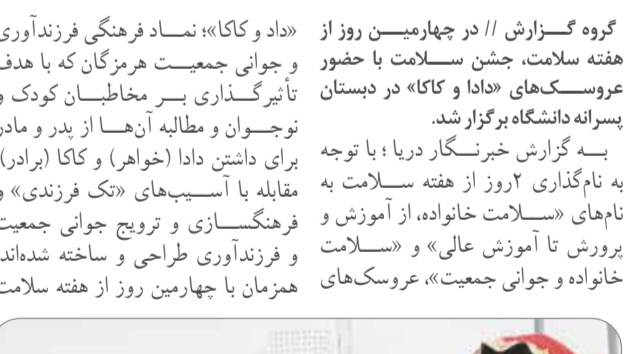 گروه گزارش // در چهارمین روز از
هفته سلامت، جشن سلامت با حضور
عروسک‌های «دادا و کاکا» در دبستان
پسرانه دانشگاه برگزار شد.
به گزارش خبرنگار دریا ؛ با توجه
به نامگذاری ۲روز از هفته سلامت به
نام‌های «سلامت خانواده، از آموزش و
پرورش تا آموزش عالی» و «سلامت
خانواده و جوانی جمعیت»، عروسک‌های
«داد و کاکا»؛ نماد فرهنگی فرزندآوری
و جوانی جمعیت هرمزگان که با هدف
تأثیرگذاری بر مخاطبان کودک و
نوجوان و مطالبه آن‌ها از پدر و مادر
برای داشتن دادا (خواهر) و کاکا (برادر)
مقابله با آسیب‌های «تک فرزندی» و
فرهنگسازی و ترویج جوانی جمعیت
و فرزندآوری طراحی و ساخته شده‌اند
همزمان با چهارمین روز از هفته سلامت